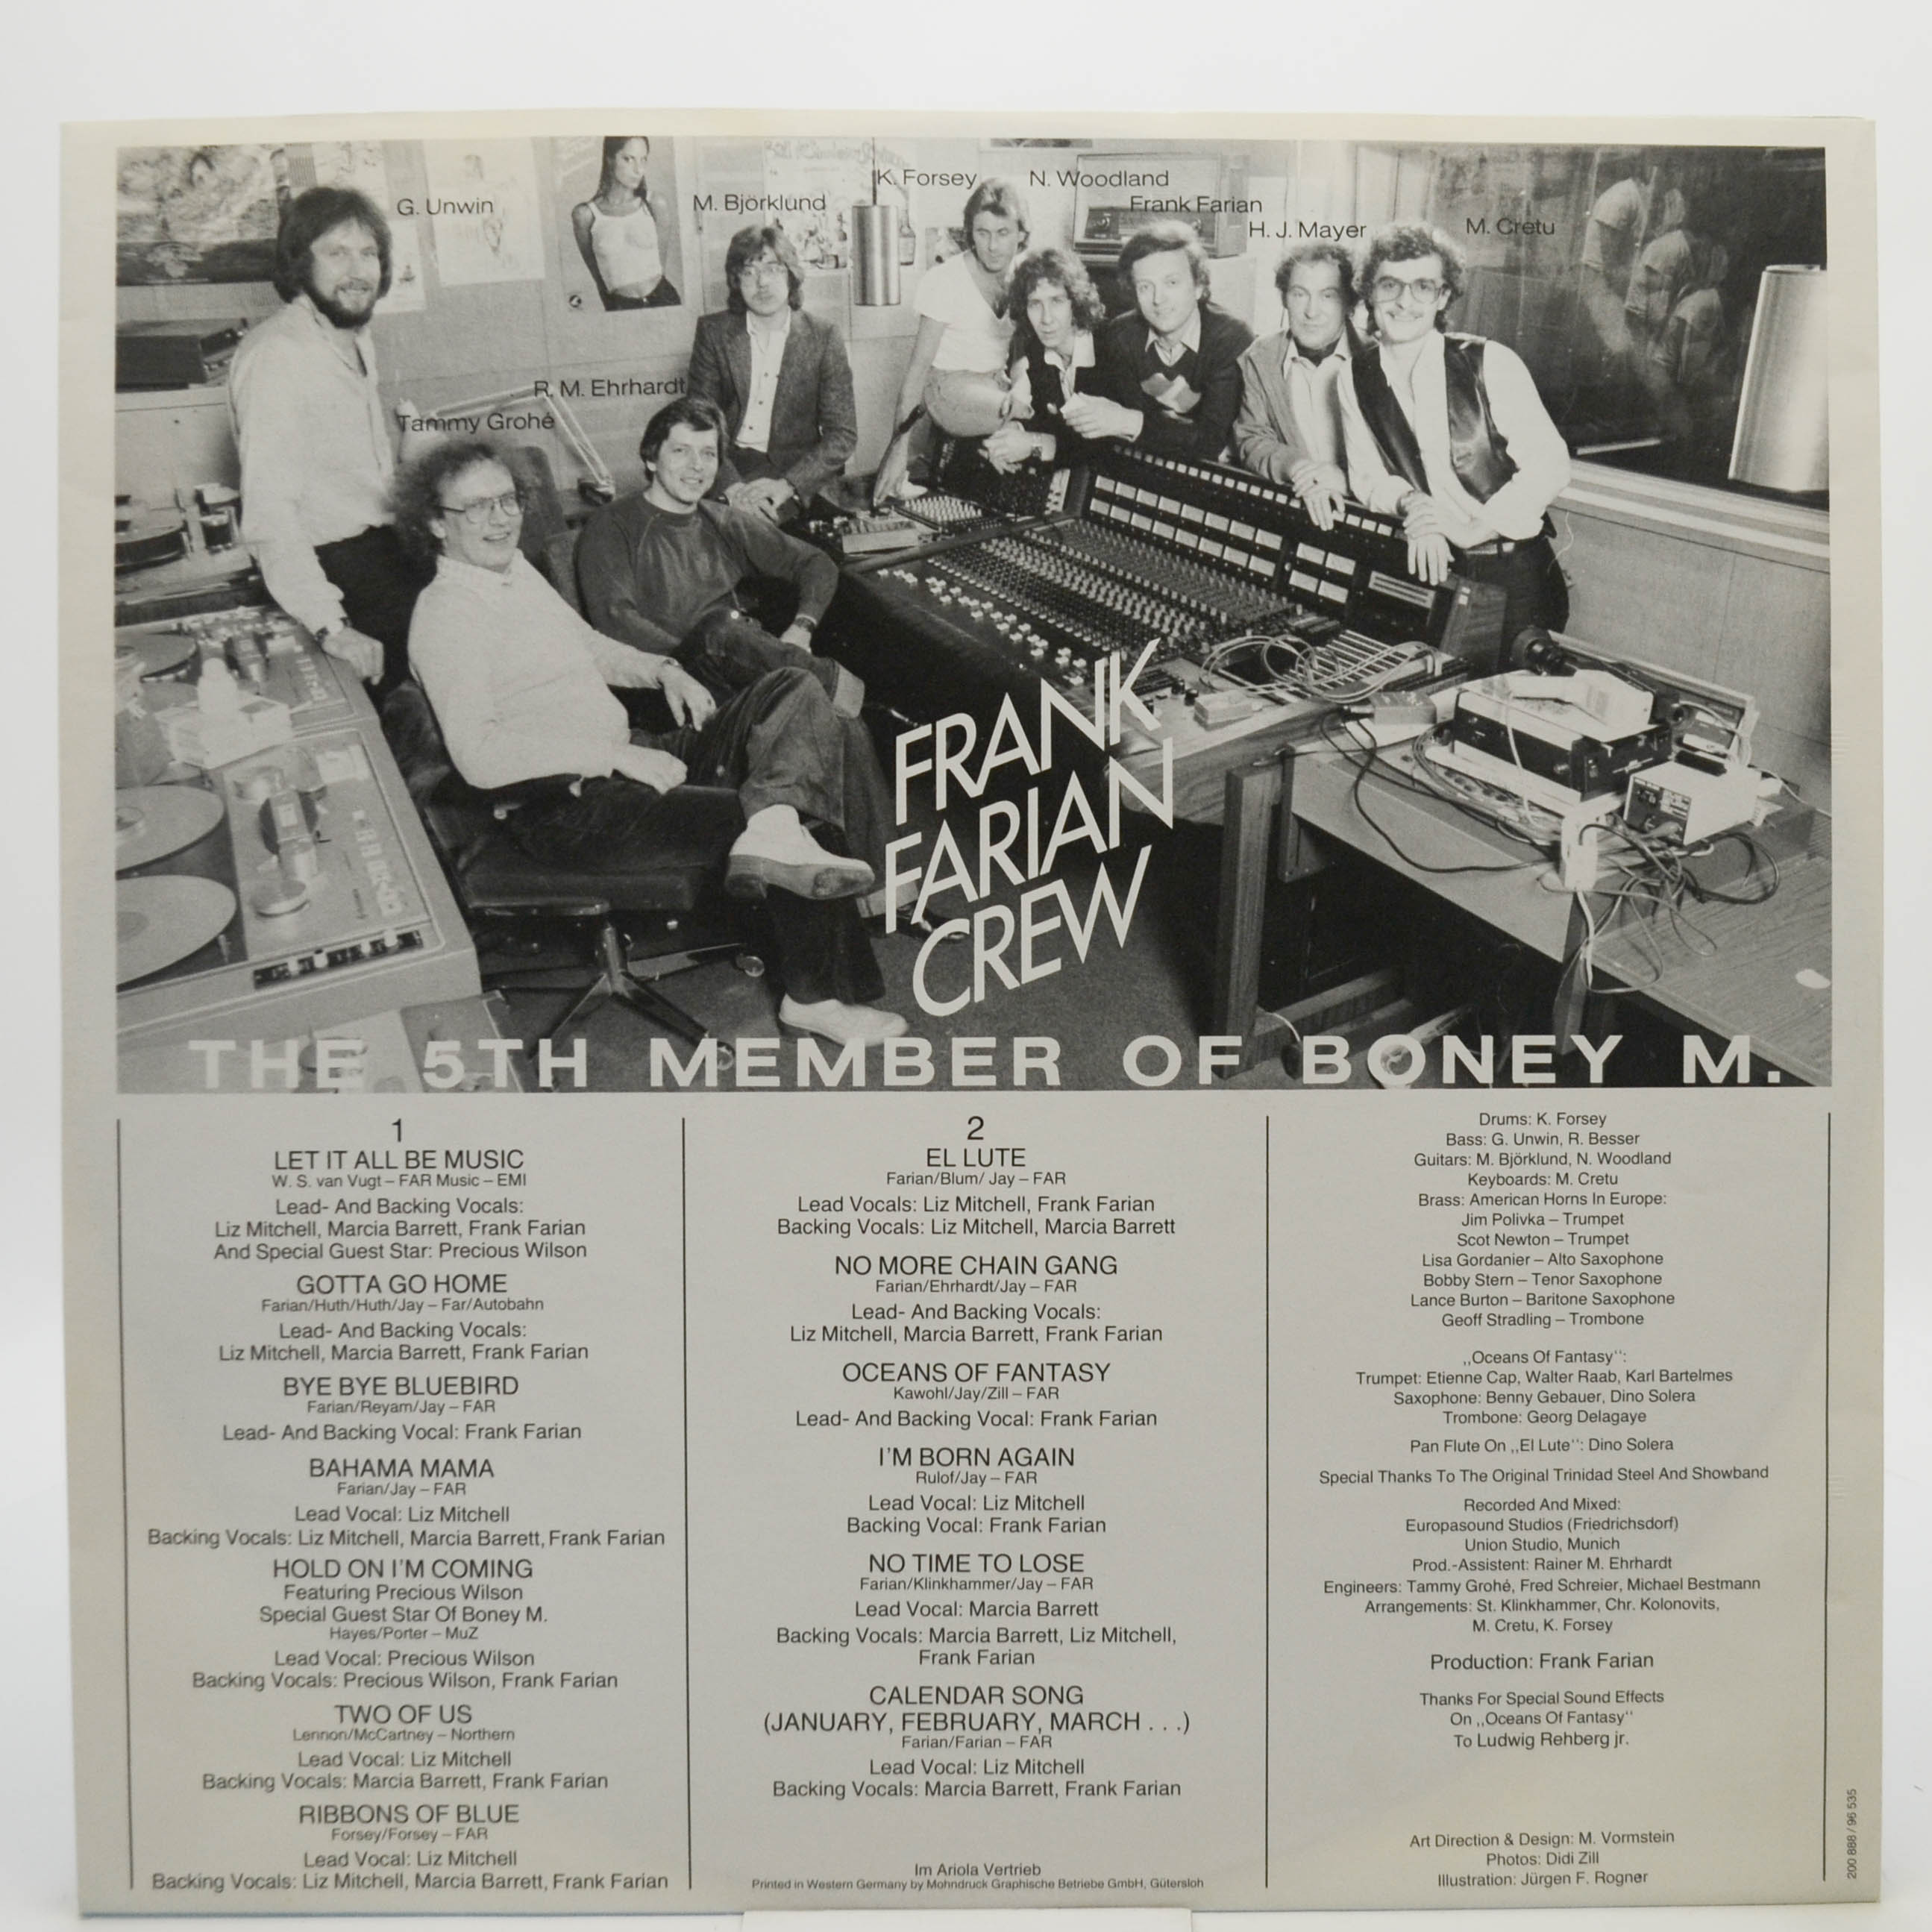 K. Forsey
N. Woodland
G. Unwin
M. Björklund
Frank Farian
H. J. Mayer
M. Cretu
R. M. Ehrhardt
Tammy Grohé
FRANK
FARIAN
CREW
THE 5TH MEMBER OF BONEY M.
1
LET IT ALL BE MUSIC
W. S. van Vugt – FAR Music – EMI
Lead- And Backing Vocals:
Liz Mitchell, Marcia Barrett, Frank Farian
And Special Guest Star: Precious Wilson
GOTTA GO HOME
Farian/Huth/Huth/Jay – Far/Autobahn
Lead- And Backing Vocals:
Liz Mitchell, Marcia Barrett, Frank Farian
BYE BYE BLUEBIRD
Farian/Reyam/Jay – FAR
Lead- And Backing Vocal: Frank Farian
BAHAMA MAMA
Farian/Jay – FAR
Lead Vocal: Liz Mitchell
Backing Vocals: Liz Mitchell, Marcia Barrett, Frank Farian
HOLD ON I'M COMING
Featuring Precious Wilson
Special Guest Star Of Boney M.
Hayes/Porter – MuZ
Lead Vocal: Precious Wilson
Backing Vocals: Precious Wilson, Frank Farian
TWO OF US
Lennon/McCartney – Northern
Lead Vocal: Liz Mitchell
Backing Vocals: Marcia Barrett, Frank Farian
RIBBONS OF BLUE
Forsey/Forsey – FAR
Lead Vocal: Liz Mitchell
Backing Vocals: Liz Mitchell, Marcia Barrett, Frank Farian
2
EL LUTE
Farian/Blum/ Jay – FAR
Lead Vocals: Liz Mitchell, Frank Farian
Backing Vocals: Liz Mitchell, Marcia Barrett
NO MORE CHAIN GANG
Farian/Ehrhardt/Jay – FAR
Lead- And Backing Vocals:
Liz Mitchell, Marcia Barrett, Frank Farian
OCEANS OF FANTASY
Kawohl/Jay/Zill – FAR
Lead- And Backing Vocal: Frank Farian
I'M BORN AGAIN
Rulof/Jay – FAR
Lead Vocal: Liz Mitchell
Backing Vocal: Frank Farian
NO TIME TO LOSE
Farian/Klinkhammer/Jay – FAR
Lead Vocal: Marcia Barrett
Backing Vocals: Marcia Barrett, Liz Mitchell,
Frank Farian
CALENDAR SONG
(JANUARY, FEBRUARY, MARCH . . .)
Farian/Farian – FAR
Lead Vocal: Liz Mitchell
Backing Vocals: Marcia Barrett, Frank Farian
Im Ariola Vertrieb
Printed in Western Germany by Mohndruck Graphische Betriebe GmbH, Gütersloh
Drums: K. Forsey
Bass: G. Unwin, R. Besser
Guitars: M. Björklund, N. Woodland
Keyboards: M. Cretu
Brass: American Horns In Europe:
Jim Polivka – Trumpet
Scot Newton – Trumpet
Lisa Gordanier – Alto Saxophone
Bobby Stern – Tenor Saxophone
Lance Burton – Baritone Saxophone
Geoff Stradling – Trombone
„Oceans Of Fantasy“:
Trumpet: Etienne Cap, Walter Raab, Karl Bartelmes
Saxophone: Benny Gebauer, Dino Solera
Trombone: Georg Delagaye
Pan Flute On „El Lute“: Dino Solera
Special Thanks To The Original Trinidad Steel And Showband
Recorded And Mixed:
Europasound Studios (Friedrichsdorf)
Union Studio, Munich
Prod.-Assistent: Rainer M. Ehrhardt
Engineers: Tammy Grohé, Fred Schreier, Michael Bestmann
Arrangements: St. Klinkhammer, Chr. Kolonovits,
M. Cretu, K. Forsey
Production: Frank Farian
Thanks For Special Sound Effects
On „Oceans Of Fantasy“
To Ludwig Rehberg jr.
Art Direction & Design: M. Vormstein
Photos: Didi Zill
Illustration: Jürgen F. Rogner
200 888 / 96 535